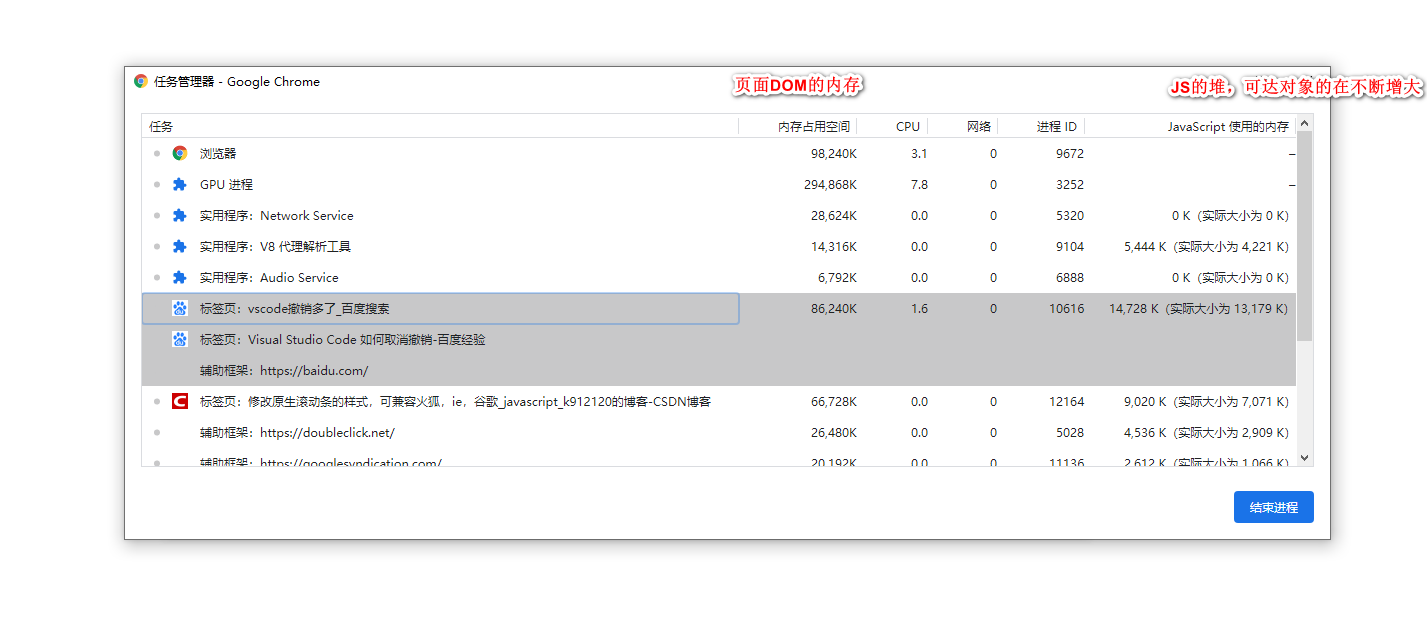 任务管理器 - Google Chrome
页面DOM的内存
JS的堆，可达对象的在不断增大
任务 内存占用空间 CPU 网络 进程 ID JavaScript 使用的内存
浏览器 98,240K 3.1 0 9672 –
GPU 进程 294,868K 7.8 0 3252 –
实用程序：Network Service 28,624K 0.0 0 5320 0 K（实际大小为 0 K）
实用程序：V8 代理解析工具 14,316K 0.0 0 9104 5,444 K（实际大小为 4,221 K）
实用程序：Audio Service 6,792K 0.0 0 6888 0 K（实际大小为 0 K）
标签页：vscode撤销多了_百度搜索 86,240K 1.6 0 10616 14,728 K（实际大小为 13,179 K）
标签页：Visual Studio Code 如何取消撤销-百度经验
辅助框架：https://baidu.com/
标签页：修改原生滚动条的样式，可兼容火狐，ie，谷歌_javascript_k912120的博客-CSDN博客 66,728K 0.0 0 12164 9,020 K（实际大小为 7,071 K）
辅助框架：https://doubleclick.net/ 26,480K 0.0 0 5028 4,536 K（实际大小为 2,909 K）
辅助框架：https://googlesyndication.com/ 20,192K 0.0 0 11136 2,612 K（实际大小为 1,066 K）
结束进程